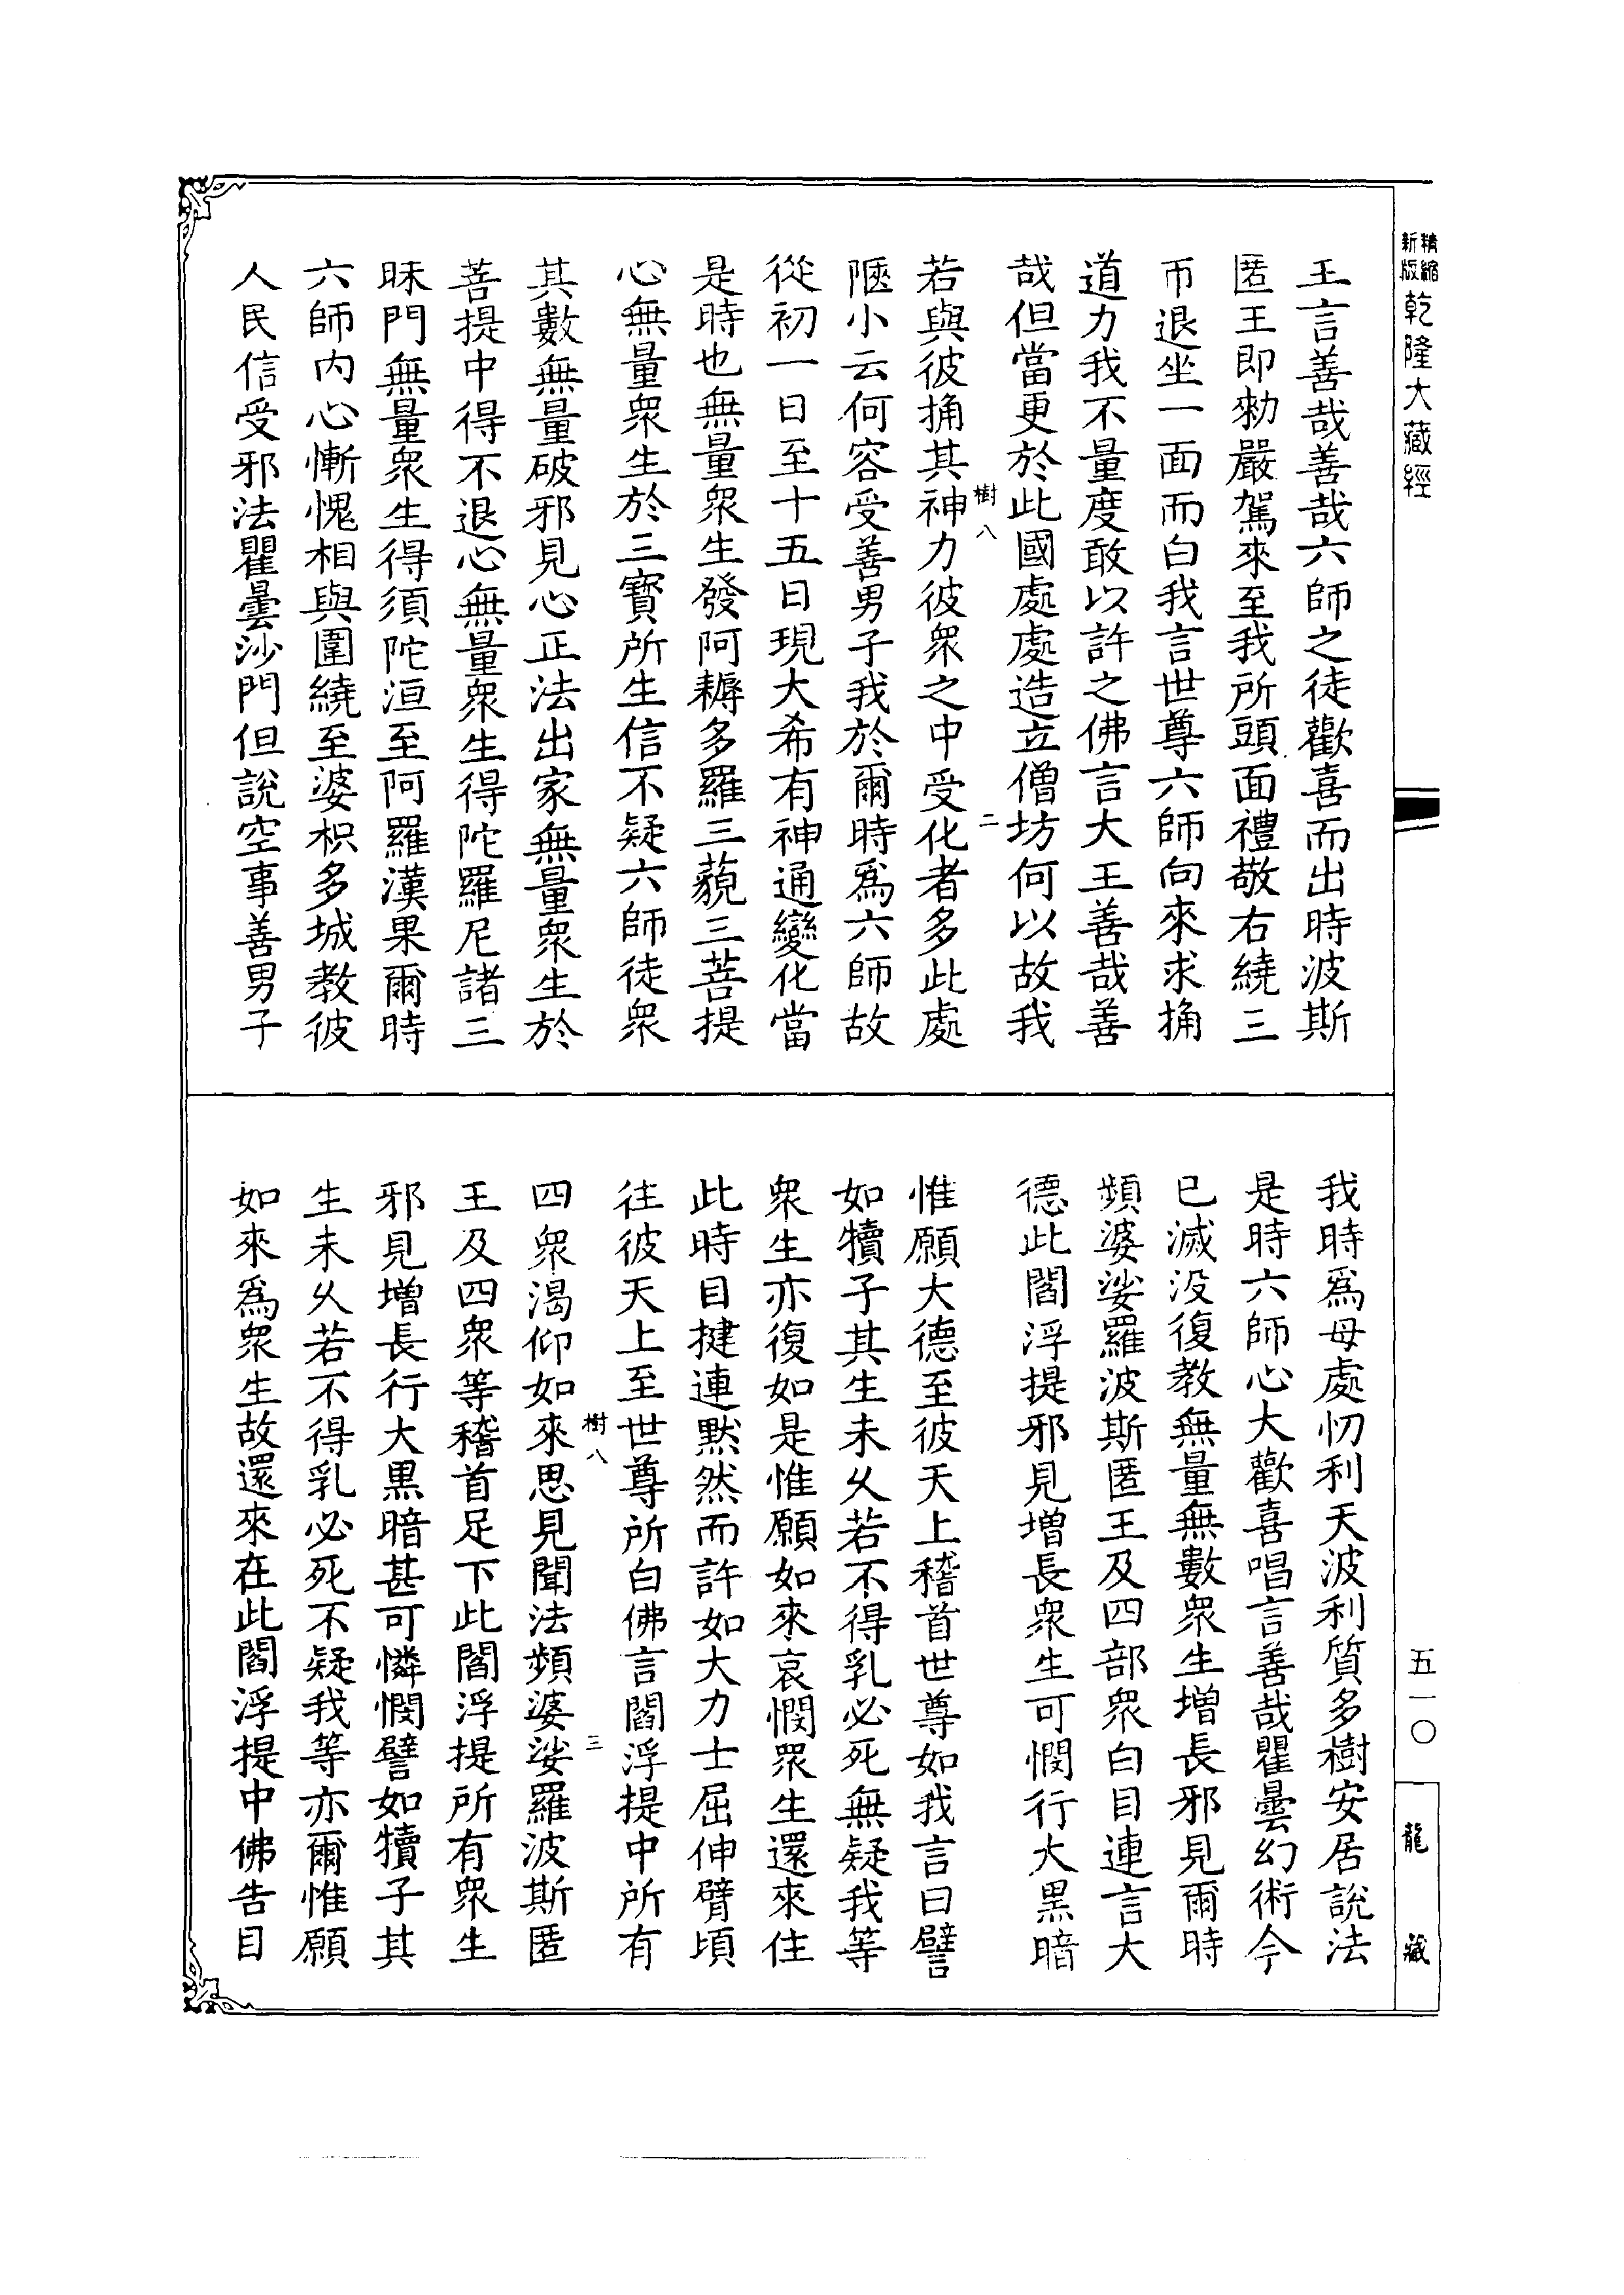 精縮
新版
乾隆大藏經
王言善哉善哉六師之徒歡喜而出時波斯
匿王即勑嚴駕來至我所頭面禮敬右繞三
帀退坐一面而白我言世尊六師向來求捔
道力我不量度敢以許之佛言大王善哉善
哉但當更於此國處處造立僧坊何以故我
樹八
二
若與彼捔其神力彼衆之中受化者多此處
陿小云何容受善男子我於爾時爲六師故
從初一日至十五日現大希有神通變化當
是時也無量衆生發阿耨多羅三藐三菩提
心無量衆生於三寶所生信不疑六師徒衆
其數無量破邪見心正法出家無量衆生於
菩提中得不退心無量衆生得陀羅尼諸三
昧門無量衆生得須陀洹至阿羅漢果爾時
六師內心慚愧相與圍繞至婆枳多城教彼
人民信受邪法瞿曇沙門但說空事善男子
我時爲母處忉利天波利質多樹安居說法
是時六師心大歡喜唱言善哉瞿曇幻術今
已滅没復教無量無數衆生增長邪見爾時
頻婆娑羅波斯匿王及四部衆白目連言大
德此閻浮提邪見增長衆生可愍行大黑暗
惟願大德至彼天上稽首世尊如我言曰譬
如犢子其生未久若不得乳必死無疑我等
衆生亦復如是惟願如來哀愍衆生還來住
此時目揵連默然而許如大力士屈伸臂頃
往彼天上至世尊所白佛言閻浮提中所有
樹八
三
四衆渴仰如來思見聞法頻婆娑羅波斯匿
王及四衆等稽首足下此閻浮提所有衆生
邪見增長行大黑暗甚可憐愍譬如犢子其
生未久若不得乳必死不疑我等亦爾惟願
如來爲衆生故還來在此閻浮提中佛告目
五一〇
龍藏